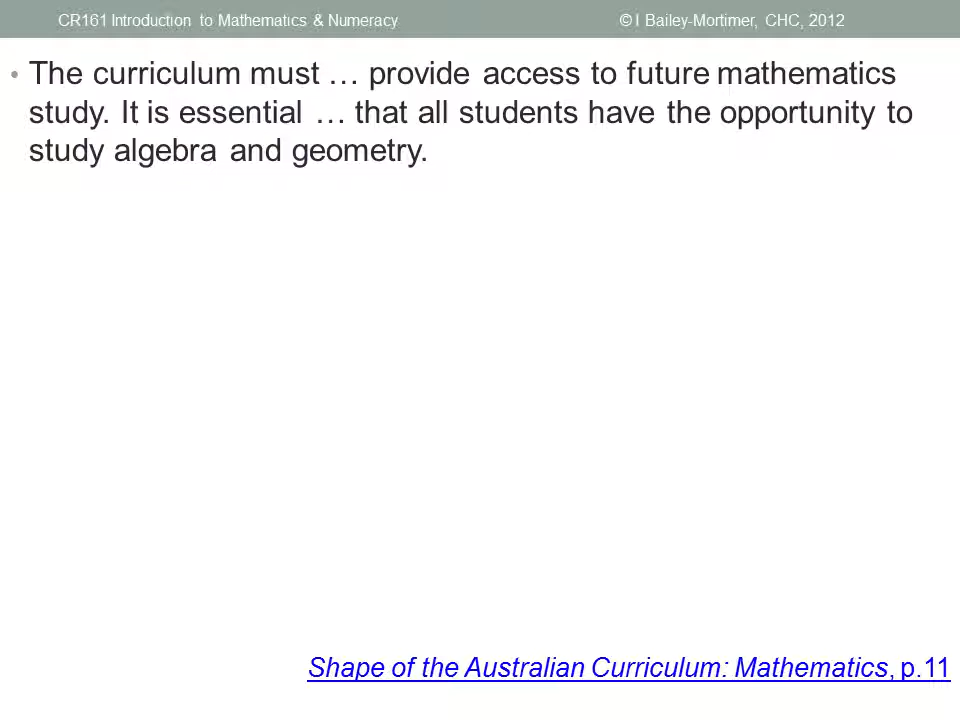 CR161 Introduction to Mathematics & Numeracy © I Bailey-Mortimer, CHC, 2012
• The curriculum must … provide access to future mathematics
study. It is essential … that all students have the opportunity to
study algebra and geometry.
Shape of the Australian Curriculum: Mathematics, p.11